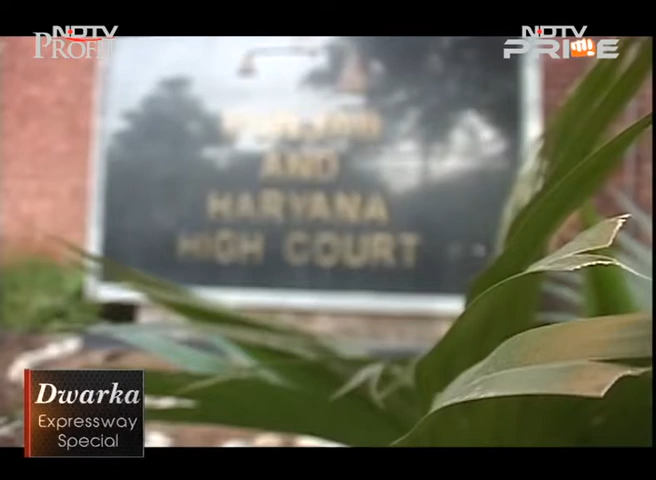 NDTV
PROFIT
NDTV
PRIME
PUNJAB
AND
HARYANA
HIGH COURT
Dwarka
Expressway
Special